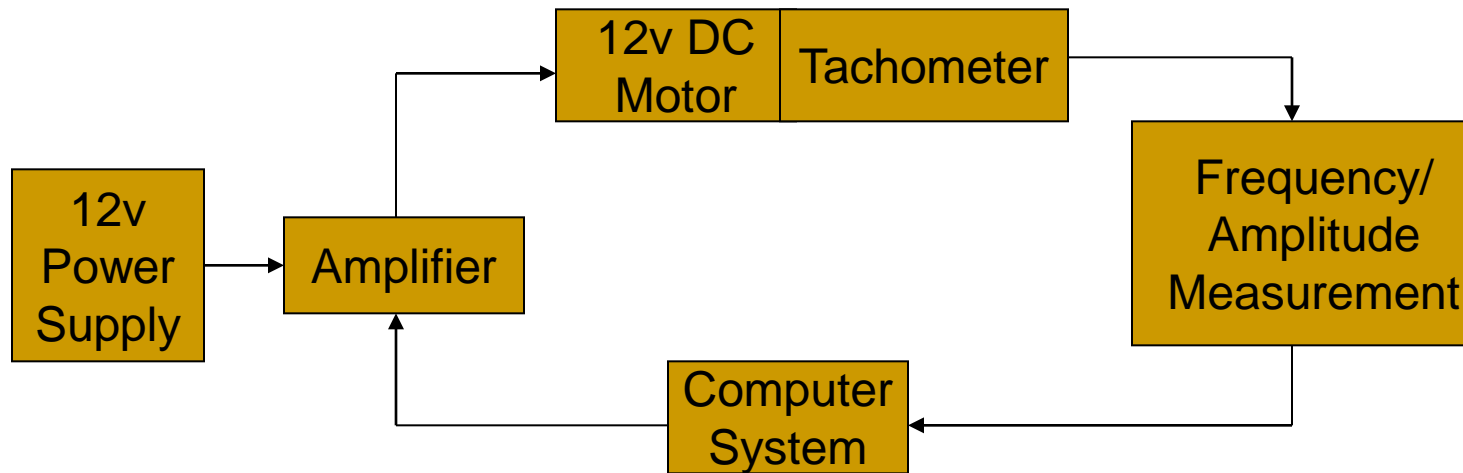 12v DC
Motor
Tachometer
Frequency/
Amplitude
Measurement
12v
Power
Supply
Amplifier
Computer
System